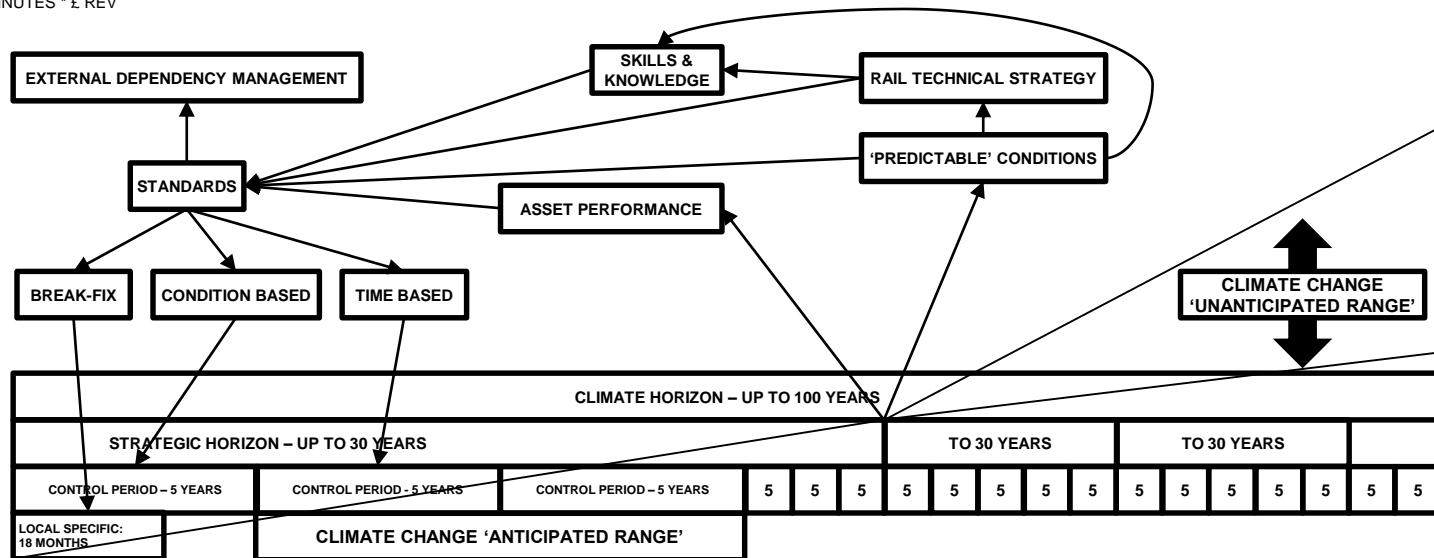 EXTERNAL DEPENDENCY MANAGEMENT
SKILLS &
KNOWLEDGE
RAIL TECHNICAL STRATEGY
'PREDICTABLE' CONDITIONS
STANDARDS
ASSET PERFORMANCE
BREAK-FIX
CONDITION BASED
TIME BASED
CLIMATE CHANGE
'UNANTICIPATED RANGE'
CLIMATE HORIZON – UP TO 100 YEARS
STRATEGIC HORIZON – UP TO 30 YEARS
TO 30 YEARS
TO 30 YEARS
CONTROL PERIOD – 5 YEARS
CONTROL PERIOD - 5 YEARS
CONTROL PERIOD – 5 YEARS
5 5 5 5 5 5 5 5 5 5 5 5 5 5 5
LOCAL SPECIFIC:
18 MONTHS
CLIMATE CHANGE 'ANTICIPATED RANGE'